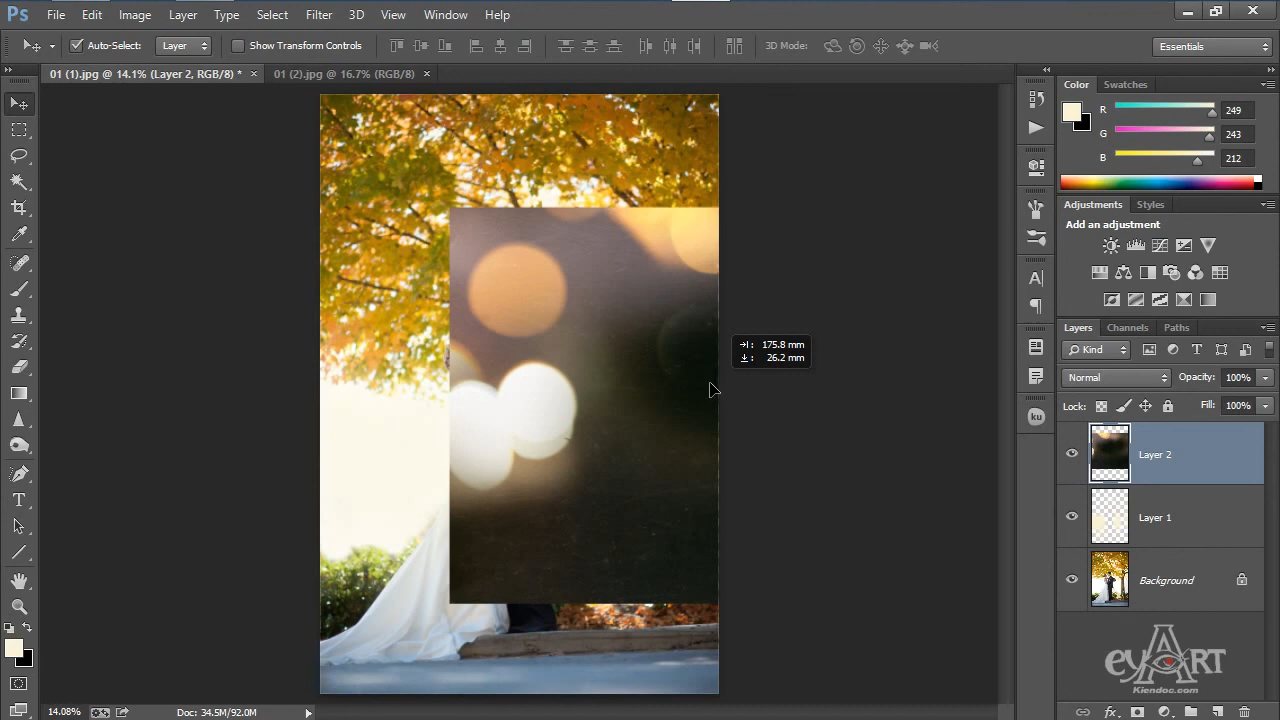 Ps File Edit Image Layer Type Select Filter 3D View Window Help
Auto-Select: Layer Show Transform Controls 3D Mode: Essentials
01 (1).jpg @ 14.1% (Layer 2, RGB/8) * × 01 (2).jpg @ 16.7% (RGB/8) ×
Color Swatches
R 249
G 243
B 212
Adjustments Styles
Add an adjustment
Layers Channels Paths
Kind
Normal Opacity: 100%
Lock: Fill: 100%
Layer 2
Layer 1
Background
175.8 mm
26.2 mm
ku
eyART
Kiendoc.com
14.08% Doc: 34.5M/92.0M